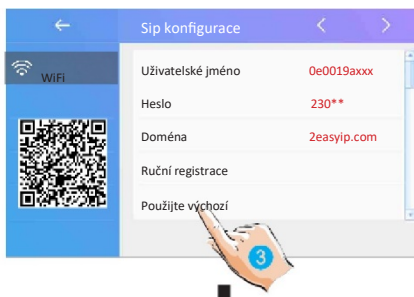 Sip konfigurace
WiFi
Uživatelské jméno 0e0019axxx
Heslo 230**
Doména 2easyip.com
Ruční registrace
Použijte výchozí
3